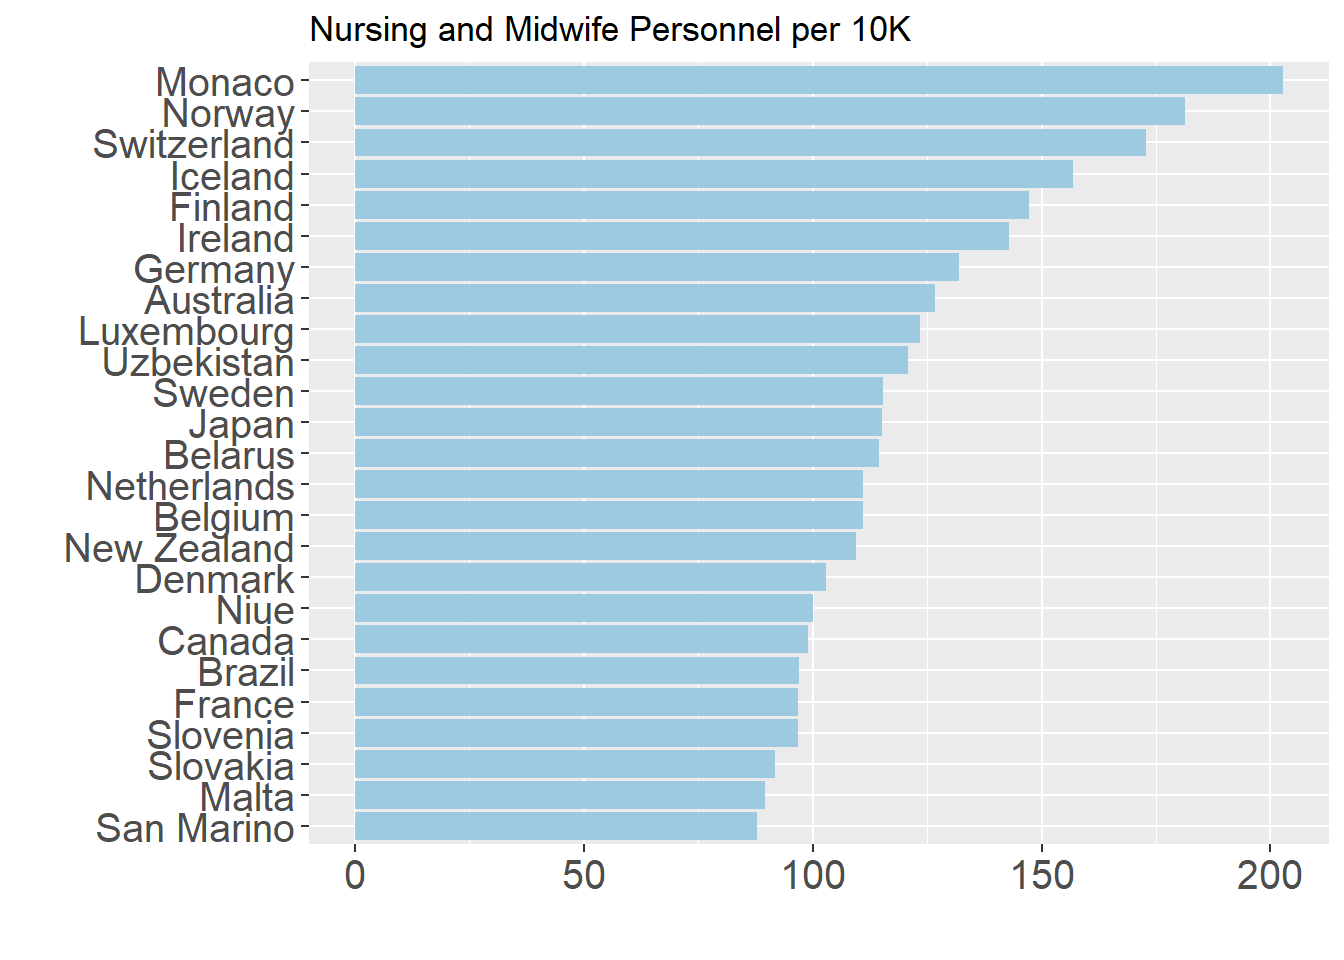 Nursing and Midwife Personnel per 10K
Monaco
Norway
Switzerland
Iceland
Finland
Ireland
Germany
Australia
Luxembourg
Uzbekistan
Sweden
Japan
Belarus
Netherlands
Belgium
New Zealand
Denmark
Niue
Canada
Brazil
France
Slovenia
Slovakia
Malta
San Marino
0 50 100 150 200